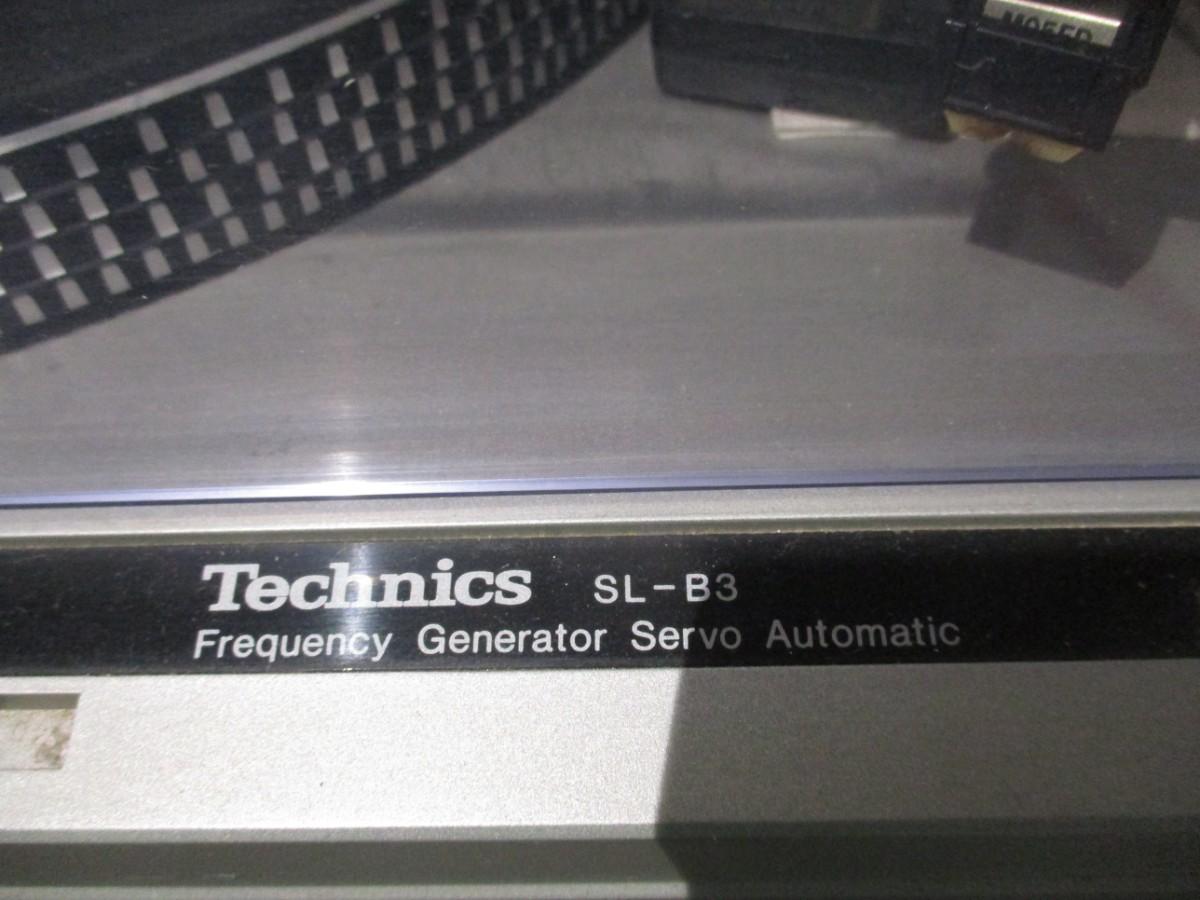 Technics SL-B3
Frequency Generator Servo Automatic